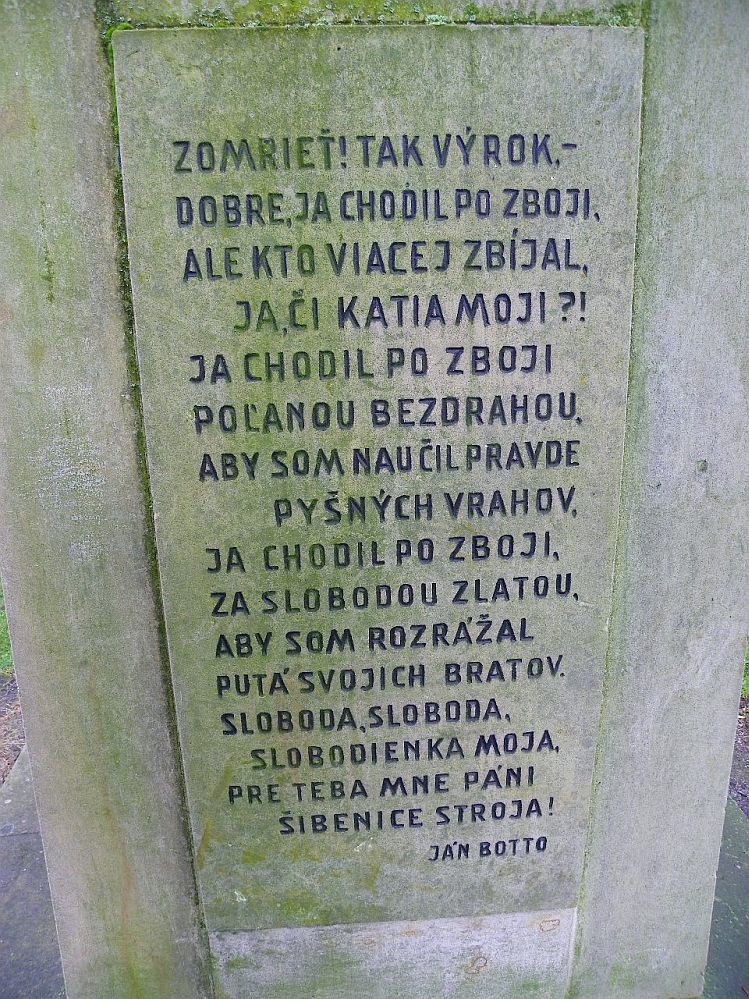 ZOMRIEŤ! TAK VÝROK,-
DOBRE, JA CHODIL PO ZBOJI,
ALE KTO VIACEJ ZBÍJAL,
JA, ČI KATIA MOJI?!
JA CHODIL PO ZBOJI
POĽANOU BEZDRAHOU,
ABY SOM NAUČIL PRAVDE
PYŠNÝCH VRAHOV,
JA CHODIL PO ZBOJI,
ZA SLOBODOU ZLATOU,
ABY SOM ROZRÁŽAL
PUTÁ SVOJICH BRATOV.
SLOBODA, SLOBODA,
SLOBODIENKA MOJA,
PRE TEBA MNE PÁNI
ŠIBENICE STROJA!
JÁN BOTTO